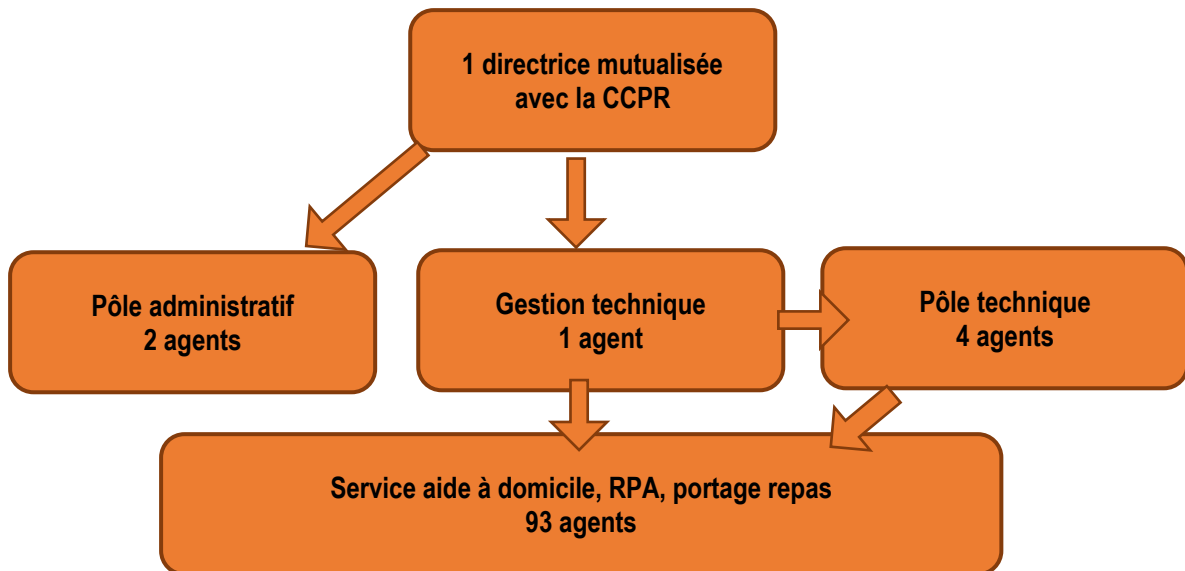 1 directrice mutualisée
avec la CCPR
Pôle administratif
2 agents
Gestion technique
1 agent
Pôle technique
4 agents
Service aide à domicile, RPA, portage repas
93 agents